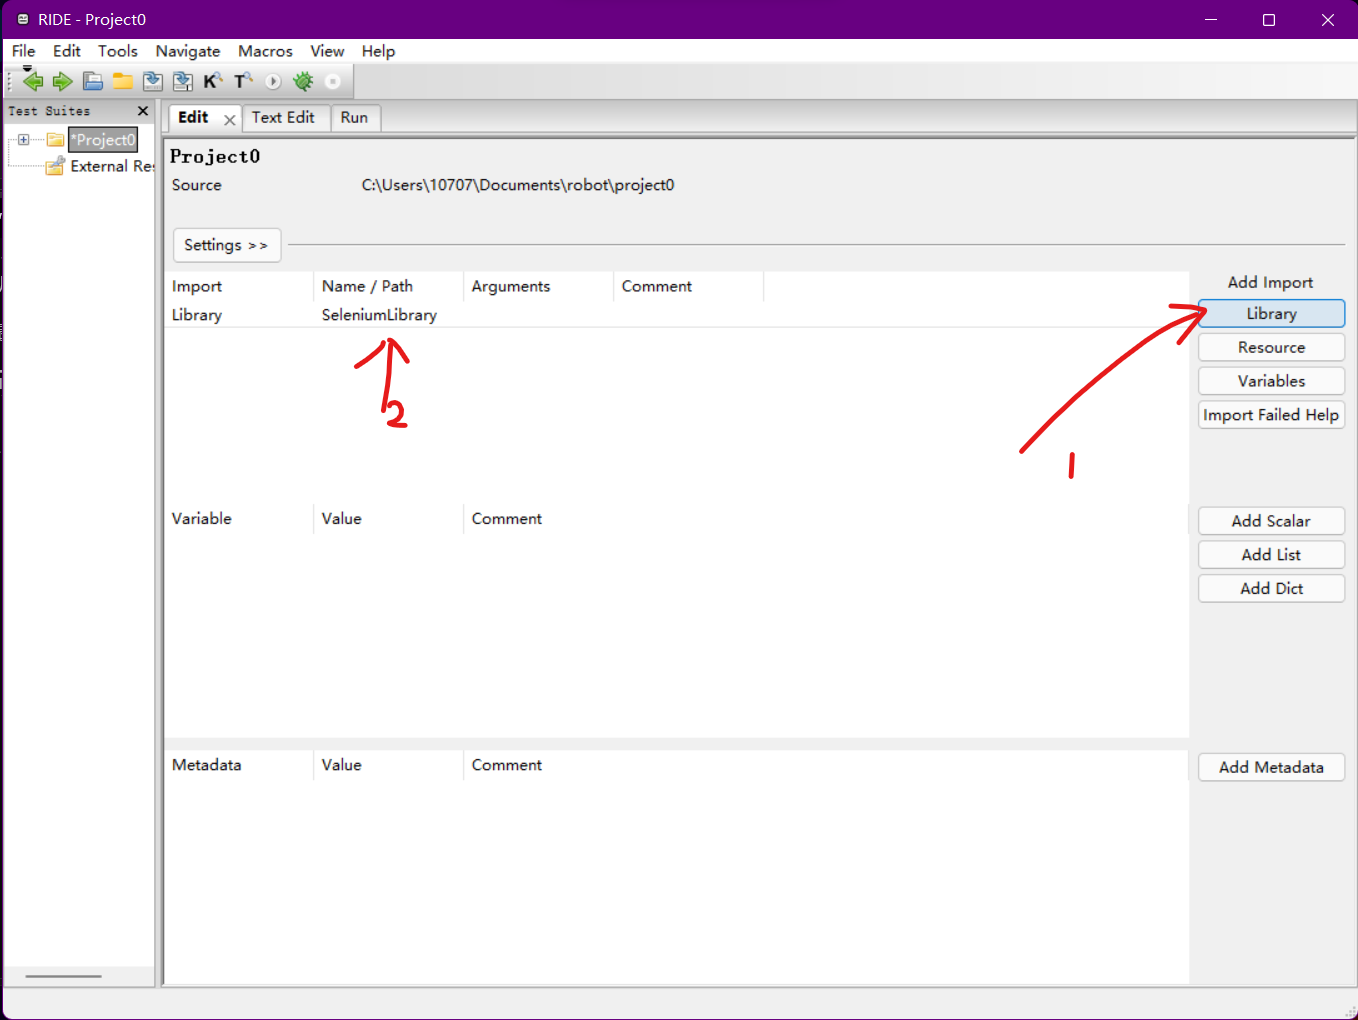 RIDE - Project0
File Edit Tools Navigate Macros View Help
K T
Test Suites
*Project0
External Res
Edit Text Edit Run
Project0
Source C:\Users\10707\Documents\robot\project0
Settings >>
Import Name / Path Arguments Comment
Library SeleniumLibrary
Add Import
Library
Resource
Variables
Import Failed Help
2
1
Variable Value Comment
Add Scalar
Add List
Add Dict
Metadata Value Comment
Add Metadata